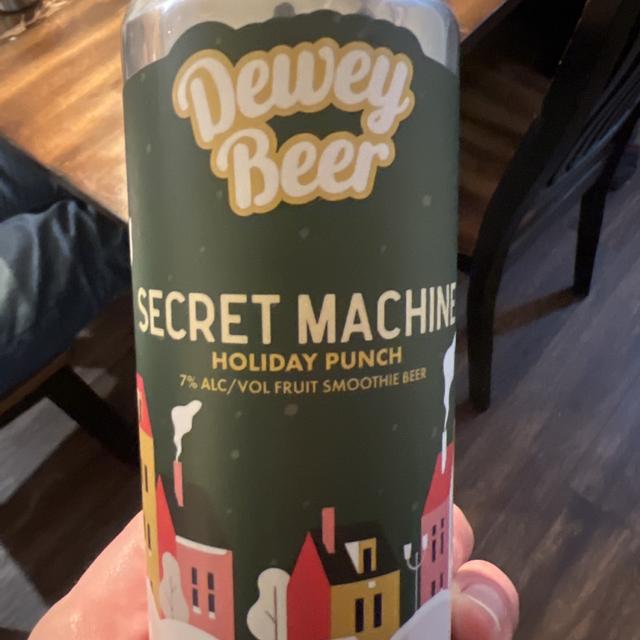 Dewey
Beer
SECRET MACHINE
HOLIDAY PUNCH
7% ALC/VOL FRUIT SMOOTHIE BEER